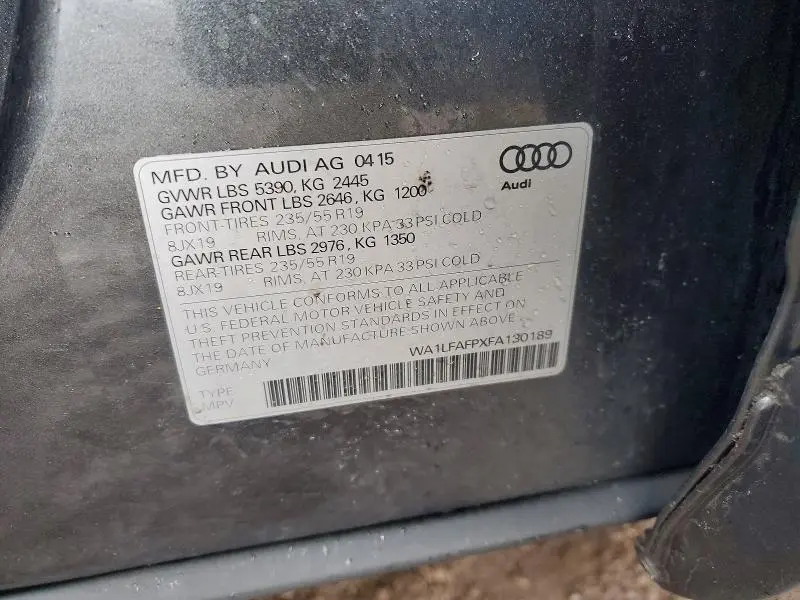 MFD. BY AUDI AG 0415
GVWR LBS 5390, KG 2445
GAWR FRONT LBS 2646, KG 1200
FRONT-TIRES 235/55 R19
8JX19 RIMS, AT 230 KPA 33 PSI COLD
GAWR REAR LBS 2976, KG 1350
REAR-TIRES 235/55 R19
8JX19 RIMS, AT 230 KPA 33 PSI COLD
Audi
THIS VEHICLE CONFORMS TO ALL APPLICABLE
U.S. FEDERAL MOTOR VEHICLE SAFETY AND
THEFT PREVENTION STANDARDS IN EFFECT ON
THE DATE OF MANUFACTURE SHOWN ABOVE.
GERMANY WA1LFAFPXFA130189
TYPE
MPV